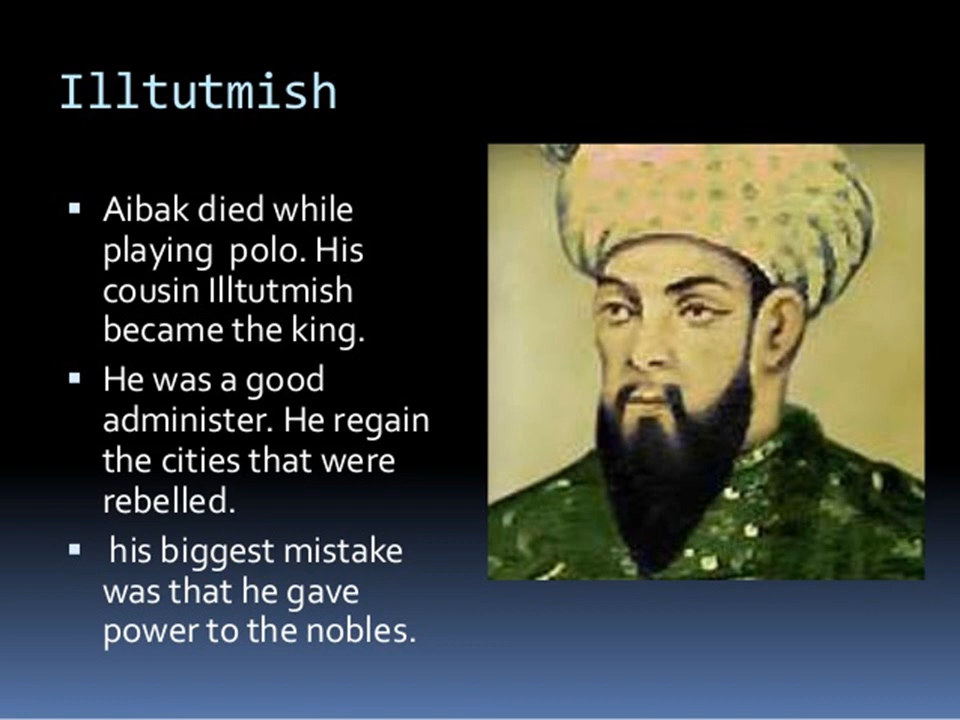 Illtutmish
▪ Aibak died while
playing  polo. His
cousin Illtutmish
became the king.
▪ He was a good
administer. He regain
the cities that were
rebelled.
▪ his biggest mistake
was that he gave
power to the nobles.